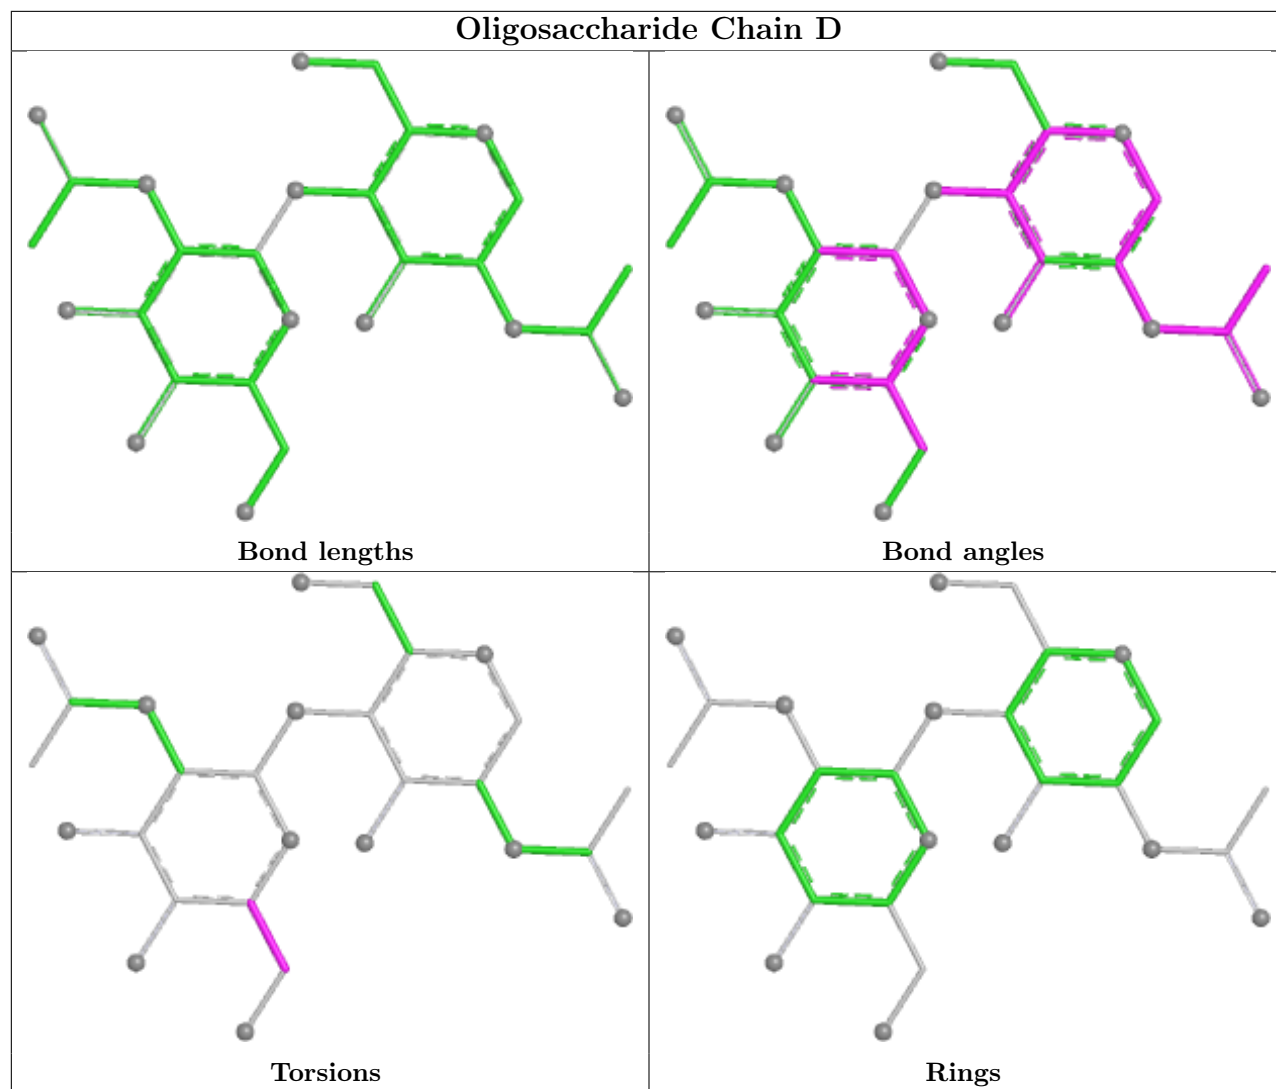 Oligosaccharide Chain D
Bond lengths
Bond angles
Torsions
Rings